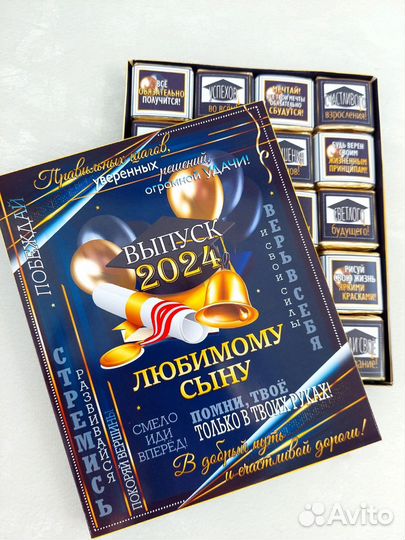 ВСЁ
ОБЯЗАТЕЛЬНО
ПОЛУЧИТСЯ!
УСПЕХОВ
ВО ВСЁМ!
МЕЧТАЙ!
МЕЧТЫ
ОБЯЗАТЕЛЬНО
СБУДУТСЯ!
СЧАСТЛИВОГО
ВЗРОСЛЕНИЯ!
БУДЬ ВЕРЕН
СВОИМ
ЖИЗНЕННЫМ
ПРИНЦИПАМ!
СВЕТЛОГО
будущего!
РИСУЙ
СВОЮ ЖИЗНЬ
ЯРКИМИ
КРАСКАМИ!
Правильных шагов,
уверенных решений,
огромной УДАЧИ!
ПОБЕЖДАЙ
ВЫПУСК
2024
ЛЮБИМОМУ
СЫНУ
ВЕРЬ В СЕБЯ
И СВОИ СИЛЫ
СТРЕМИСЬ
РАЗВИВАЙСЯ
ПОКОРЯЙ ВЕРШИНЫ
СМЕЛО
ИДИ
ВПЕРЁД!
ПОМНИ, ТВОЁ
ТОЛЬКО В ТВОИХ РУКАХ!
В добрый путь
и счастливой дороги!
Avito